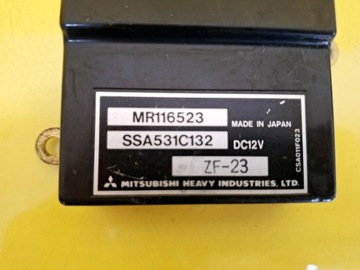 MR116523
MADE IN JAPAN
SSA531C132
DC12V
ZF-23
MITSUBISHI HEAVY INDUSTRIES, LTD.
CSA011F023